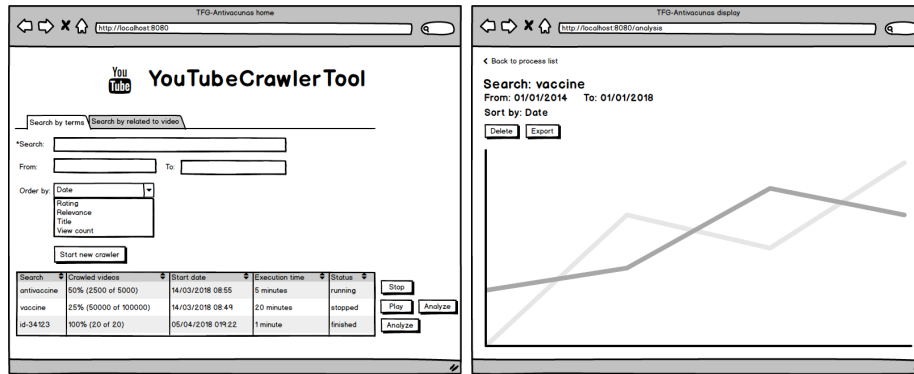 TFG-Antivacunas home
http://localhost:8080
You Tube
YouTubeCrawlerTool
Search by terms Search by related to video
*Search:
From: To:
Order by: Date
Rating
Relevance
Title
View count
Start new crawler
Search Crawled videos Start date Execution time Status
antivaccine 50% (2500 of 5000) 14/03/2018 08:55 5 minutes running Stop
vaccine 25% (50000 of 100000) 14/03/2018 08:49 20 minutes stopped Play Analyze
id-34123 100% (20 of 20) 05/04/2018 019:22 1 minute finished Analyze
TFG-Antivacunas display
http://localhost:8080/analysis
Back to process list
Search: vaccine
From: 01/01/2014 To: 01/01/2018
Sort by: Date
Delete Export